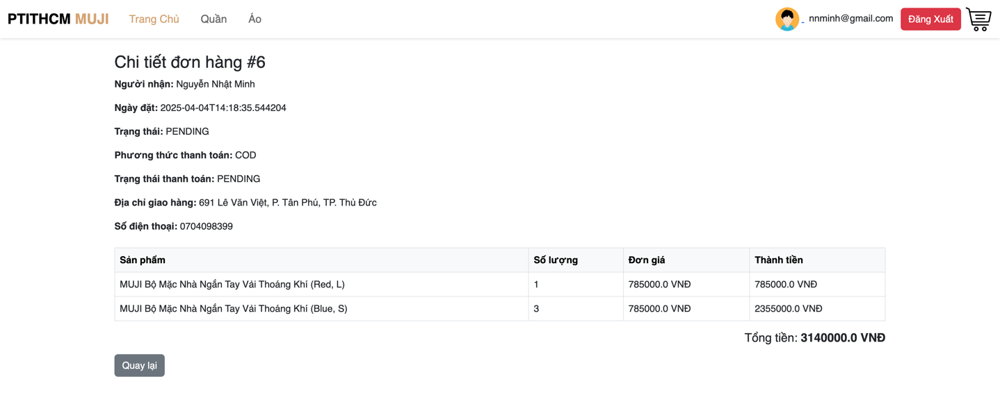 PTITHCM MUJI Trang Chủ Quần Áo nnminh@gmail.com Đăng Xuất
Chi tiết đơn hàng #6
Người nhận: Nguyễn Nhật Minh
Ngày đặt: 2025-04-04T14:18:35.544204
Trạng thái: PENDING
Phương thức thanh toán: COD
Trạng thái thanh toán: PENDING
Địa chỉ giao hàng: 691 Lê Văn Việt, P. Tân Phú, TP. Thủ Đức
Số điện thoại: 0704098399
Sản phẩm Số lượng Đơn giá Thành tiền
MUJI Bộ Mặc Nhà Ngắn Tay Vải Thoáng Khí (Red, L) 1 785000.0 VNĐ 785000.0 VNĐ
MUJI Bộ Mặc Nhà Ngắn Tay Vải Thoáng Khí (Blue, S) 3 785000.0 VNĐ 2355000.0 VNĐ
Tổng tiền: 3140000.0 VNĐ
Quay lại